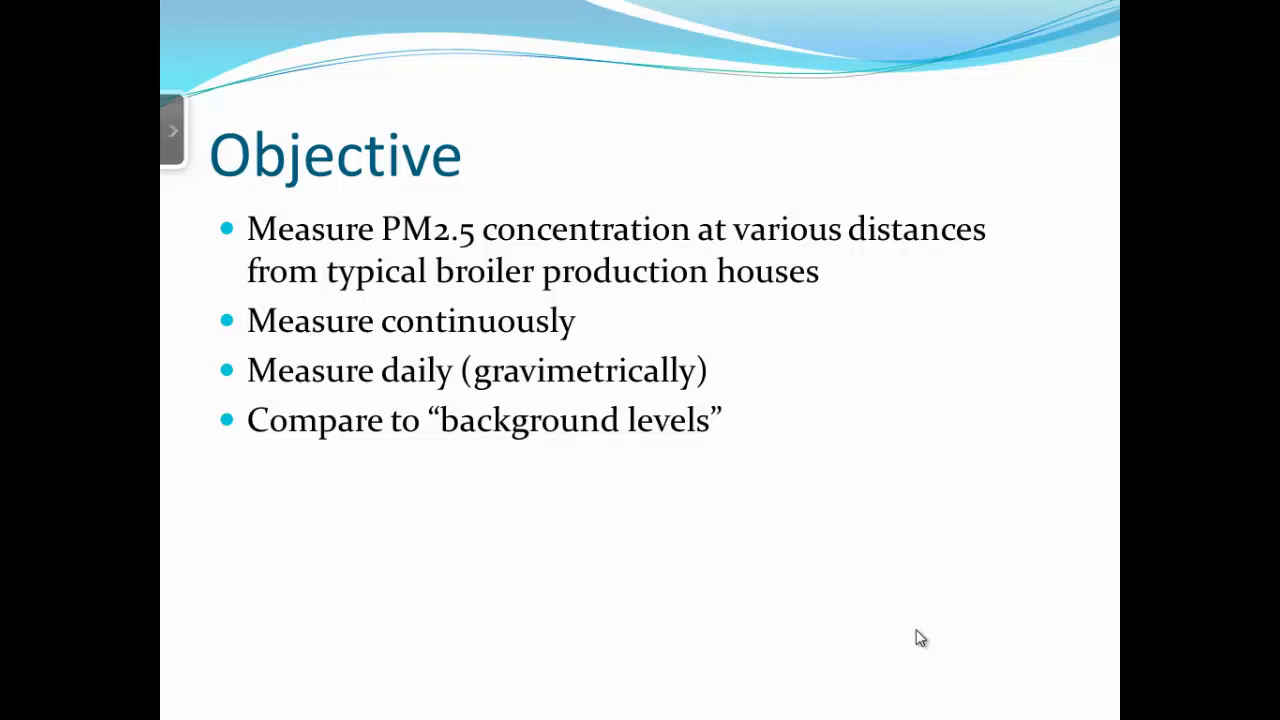 Objective
Measure PM2.5 concentration at various distances
from typical broiler production houses
Measure continuously
Measure daily (gravimetrically)
Compare to “background levels”